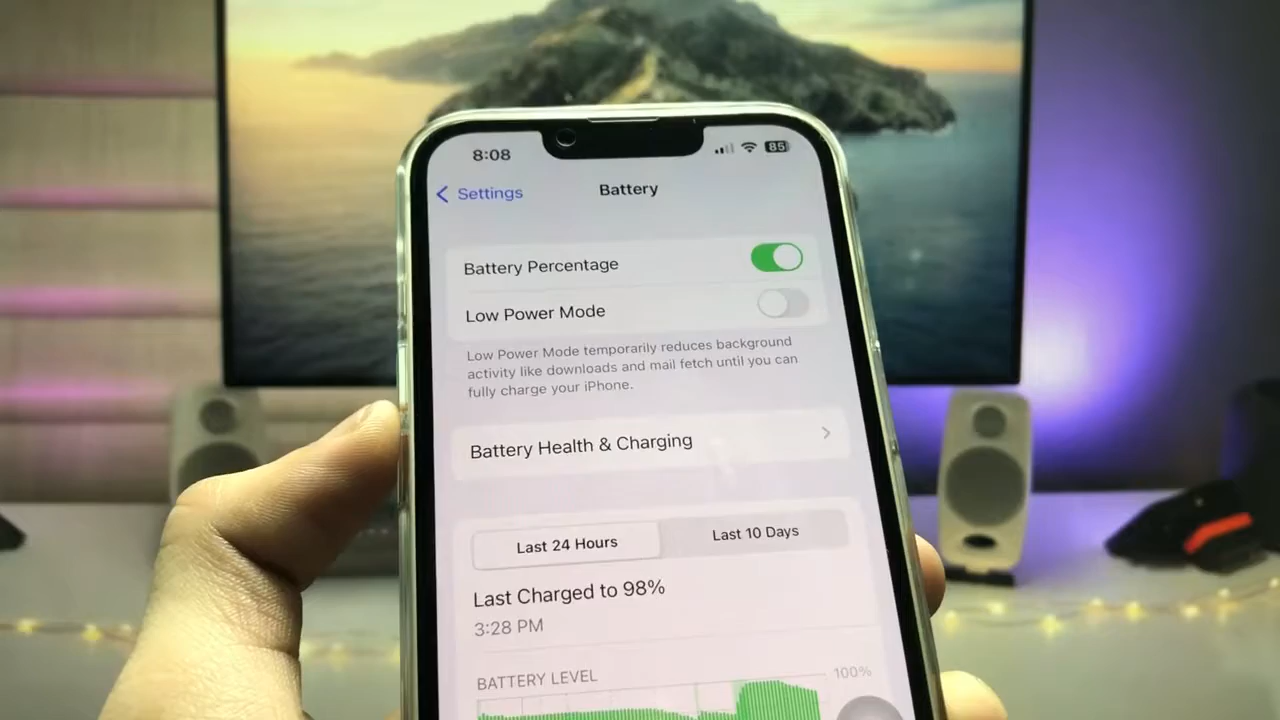 8:08
85
Settings
Battery
Battery Percentage
Low Power Mode
Low Power Mode temporarily reduces background
activity like downloads and mail fetch until you can
fully charge your iPhone.
Battery Health & Charging
Last 24 Hours
Last 10 Days
Last Charged to 98%
3:28 PM
BATTERY LEVEL
100%